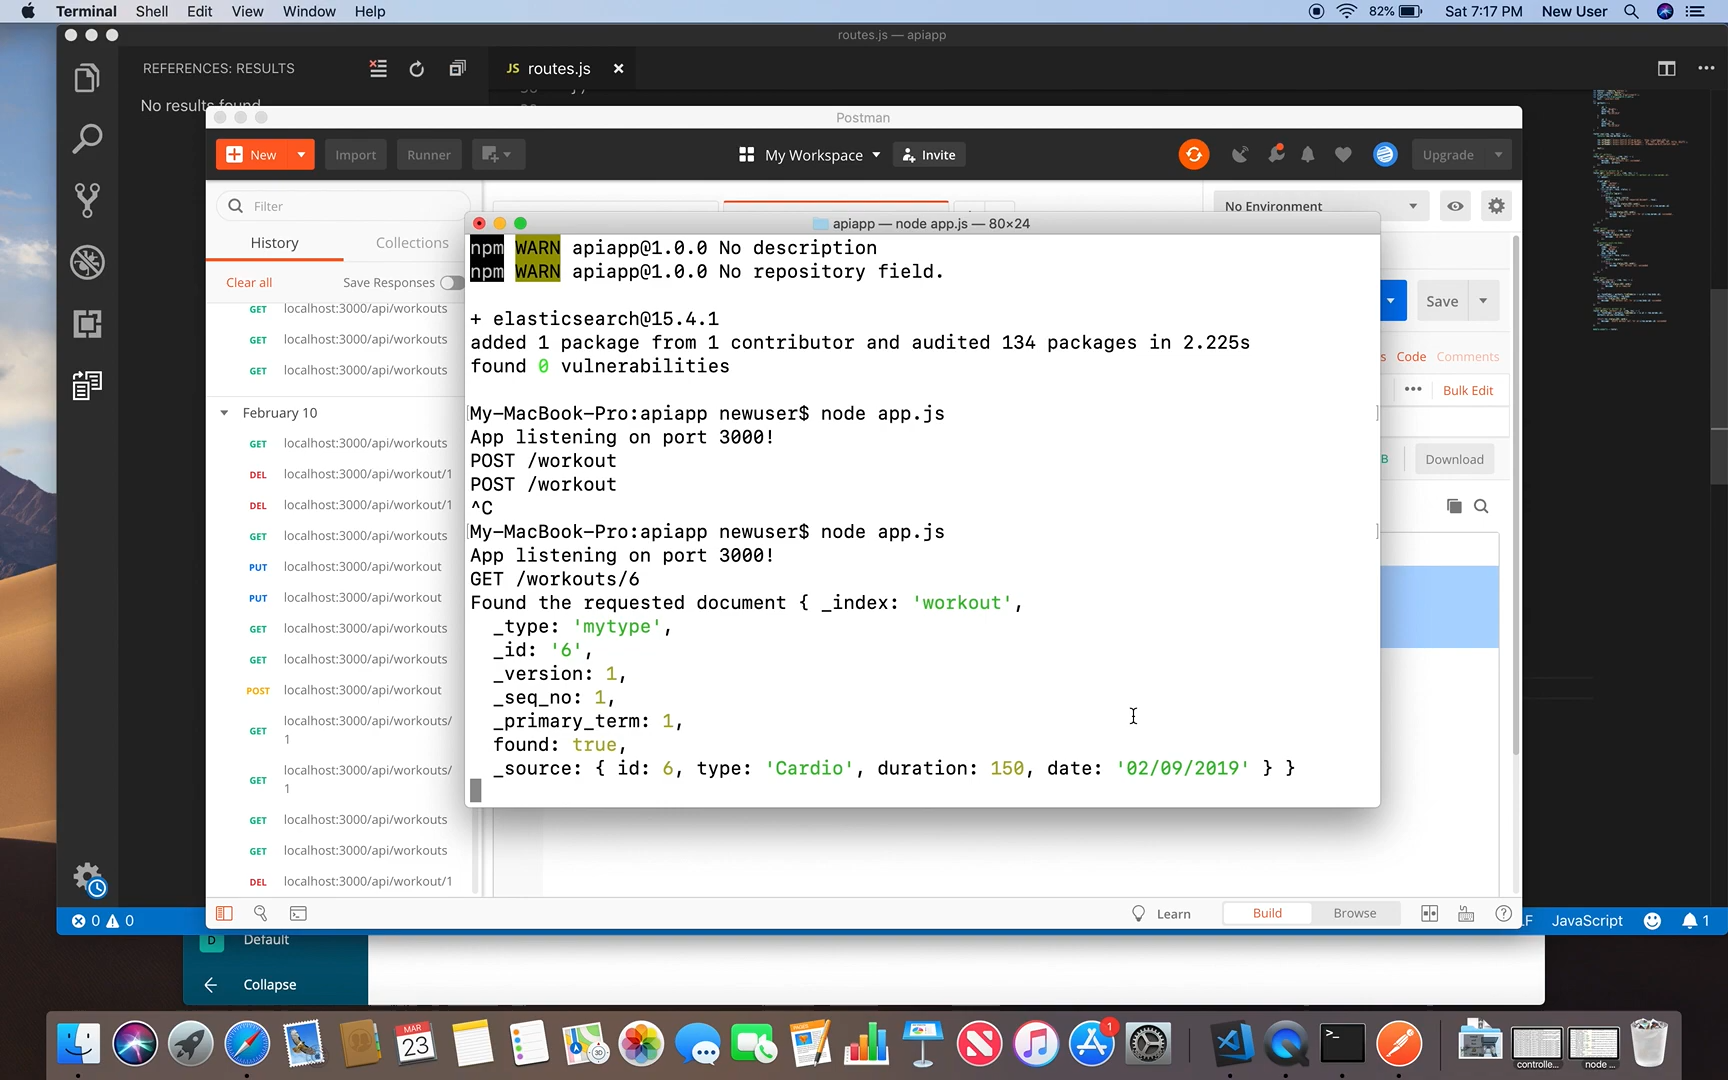 Terminal Shell Edit View Window Help 82% Sat 7:17 PM New User
routes.js — apiapp
REFERENCES: RESULTS JS routes.js
No results found
Postman
New Import Runner My Workspace Invite Upgrade
Filter No Environment
apiapp — node app.js — 80×24
History Collections
Clear all Save Responses
Save
Code Comments
Bulk Edit
Download
GET localhost:3000/api/workouts
GET localhost:3000/api/workouts
GET localhost:3000/api/workouts
February 10
GET localhost:3000/api/workouts
DEL localhost:3000/api/workout/1
DEL localhost:3000/api/workout/1
GET localhost:3000/api/workouts
PUT localhost:3000/api/workout
PUT localhost:3000/api/workout
GET localhost:3000/api/workouts
GET localhost:3000/api/workouts
POST localhost:3000/api/workout
GET localhost:3000/api/workouts/
1
GET localhost:3000/api/workouts/
1
GET localhost:3000/api/workouts
GET localhost:3000/api/workouts
DEL localhost:3000/api/workout/1
npm WARN apiapp@1.0.0 No description
npm WARN apiapp@1.0.0 No repository field.
+ elasticsearch@15.4.1
added 1 package from 1 contributor and audited 134 packages in 2.225s
found 0 vulnerabilities
[My-MacBook-Pro:apiapp newuser$ node app.js ]
App listening on port 3000!
POST /workout
POST /workout
^C
[My-MacBook-Pro:apiapp newuser$ node app.js ]
App listening on port 3000!
GET /workouts/6
Found the requested document { _index: 'workout',
_type: 'mytype',
_id: '6',
_version: 1,
_seq_no: 1,
_primary_term: 1,
found: true,
_source: { id: 6, type: 'Cardio', duration: 150, date: '02/09/2019' } }
Learn Build Browse
0 0 JavaScript 1
D Default
Collapse
MAR
23
3D
PAGES
1
>_
controlle...
node ...